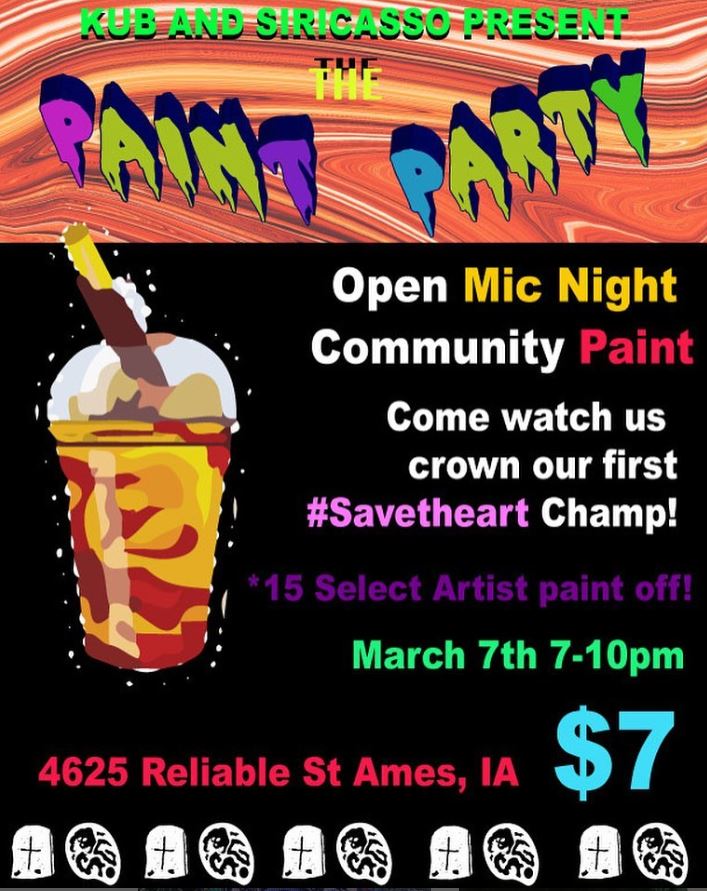 KUB AND SIRICASSO PRESENT
THE
PAINT PARTY
Open Mic Night
Community Paint
Come watch us
crown our first
#Savetheart Champ!
*15 Select Artist paint off!
March 7th 7-10pm
$7
4625 Reliable St Ames, IA